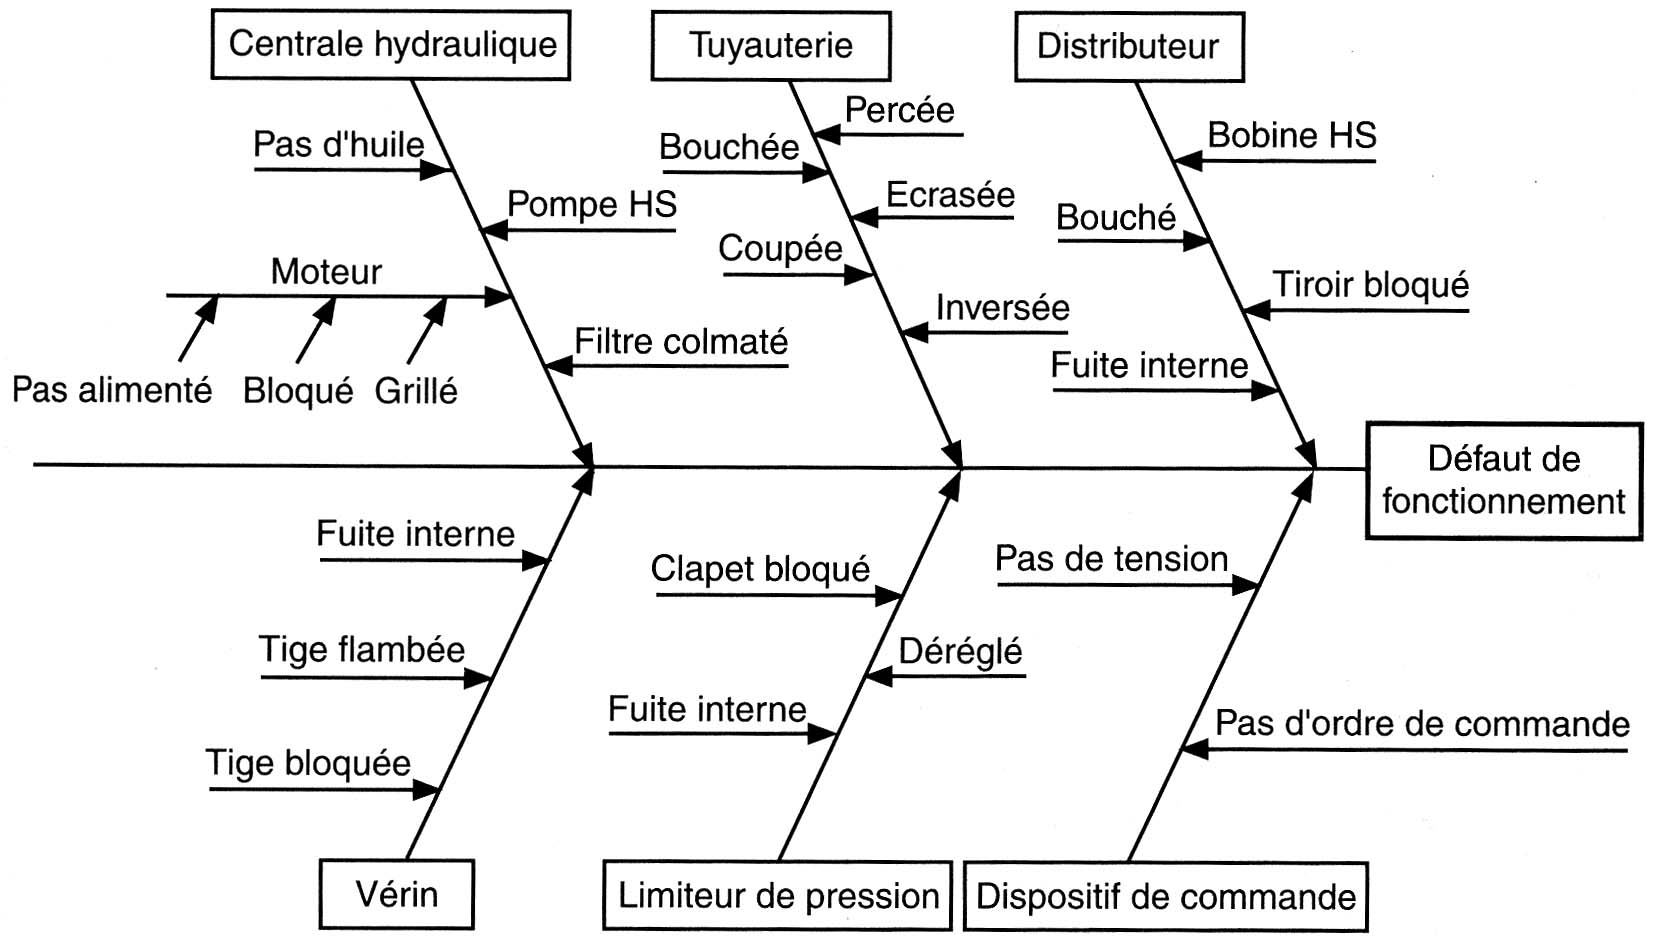 Centrale hydraulique
Tuyauterie
Distributeur
Percée
Bobine HS
Pas d'huile
Bouchée
Ecrasée
Pompe HS
Bouché
Coupée
Moteur
Tiroir bloqué
Inversée
Filtre colmaté
Fuite interne
Pas alimenté
Bloqué
Grillé
Défaut de
fonctionnement
Fuite interne
Clapet bloqué
Pas de tension
Tige flambée
Déréglé
Fuite interne
Pas d'ordre de commande
Tige bloquée
Vérin
Limiteur de pression
Dispositif de commande